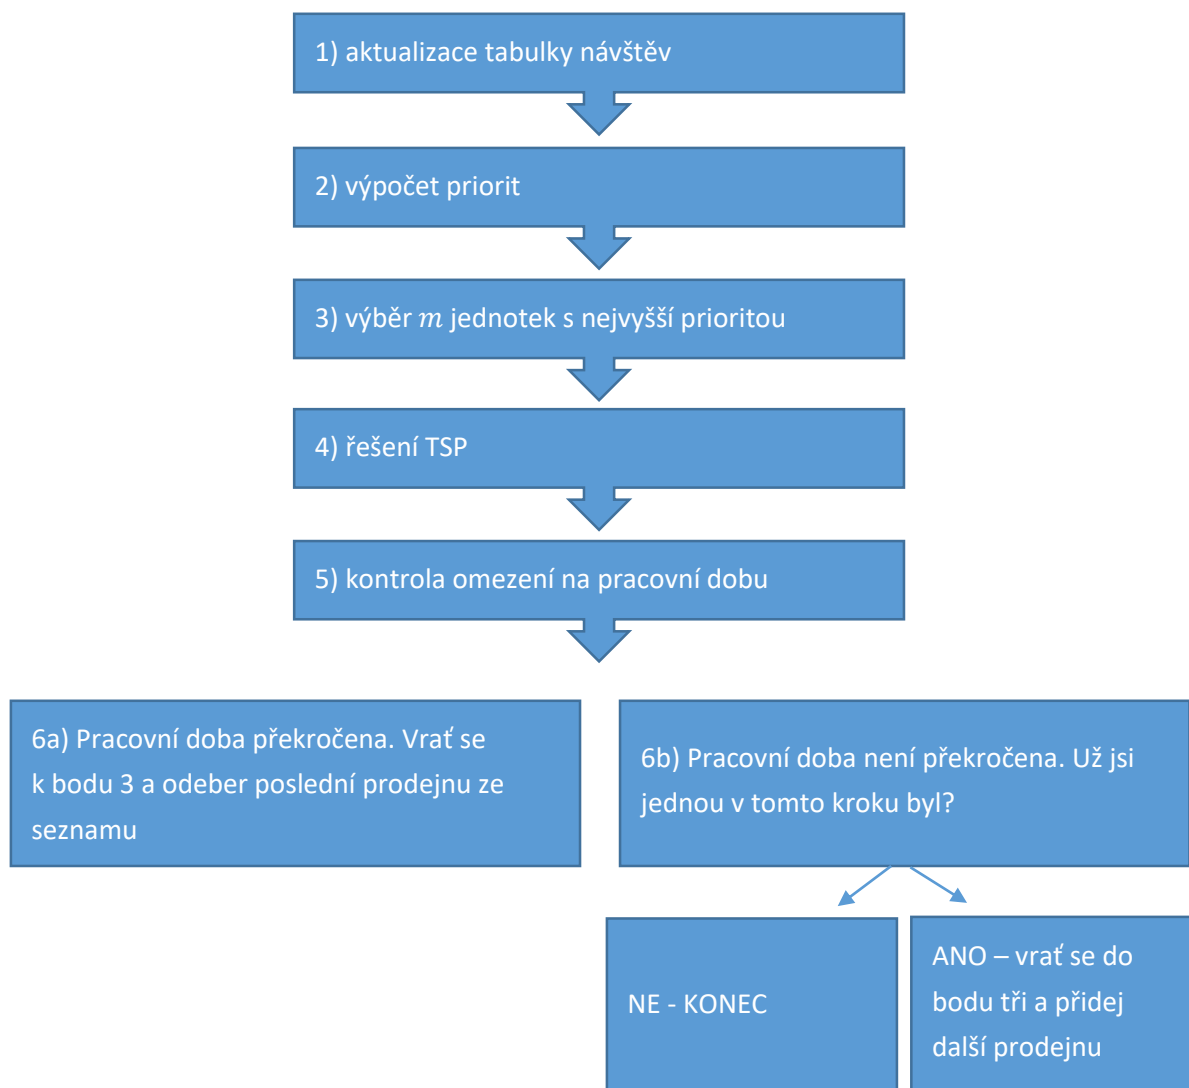 1) aktualizace tabulky návštěv
2) výpočet priorit
3) výběr m jednotek s nejvyšší prioritou
4) řešení TSP
5) kontrola omezení na pracovní dobu
6a) Pracovní doba překročena. Vrať se
k bodu 3 a odeber poslední prodejnu ze
seznamu
6b) Pracovní doba není překročena. Už jsi
jednou v tomto kroku byl?
NE - KONEC
ANO – vrať se do
bodu tři a přidej
další prodejnu